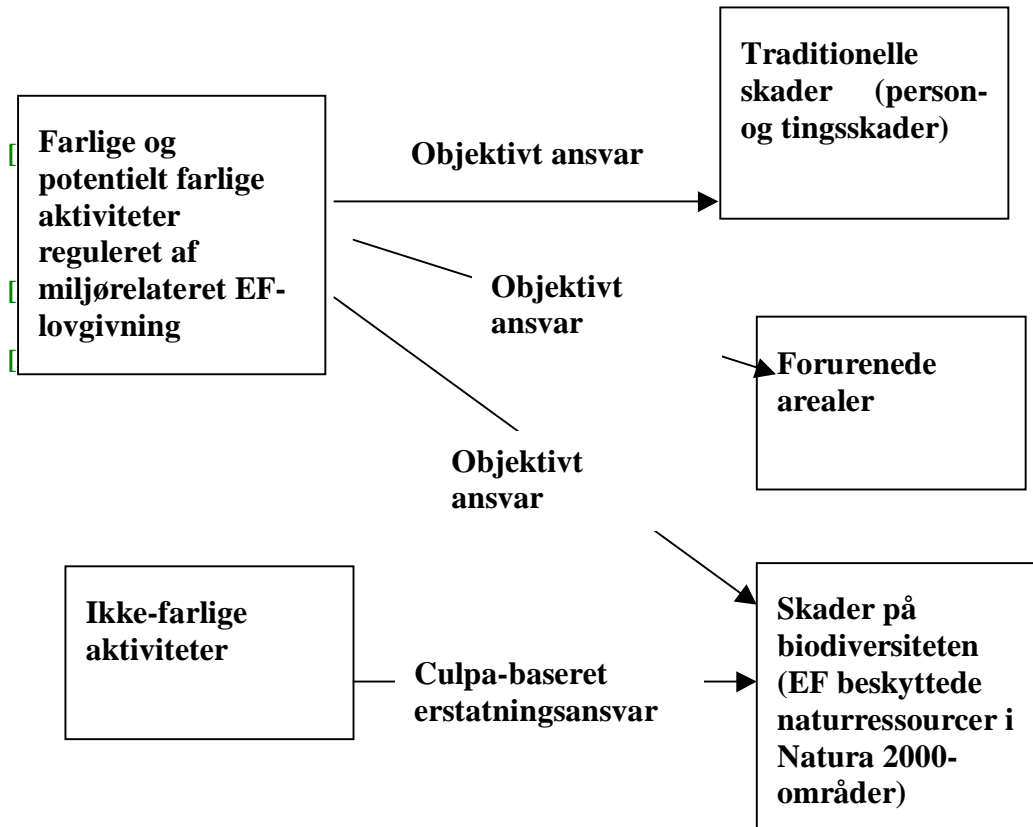 Traditionelle
skader (person-
og tingsskader)
Farlige og
potentielt farlige
aktiviteter
reguleret af
miljørelateret EF-
lovgivning
[
[
[
Objektivt ansvar
Objektivt
ansvar
Forurenede
arealer
Objektivt
ansvar
Ikke-farlige
aktiviteter
Culpa-baseret
erstatningsansvar
Skader på
biodiversiteten
(EF beskyttede
naturressourcer i
Natura 2000-
områder)